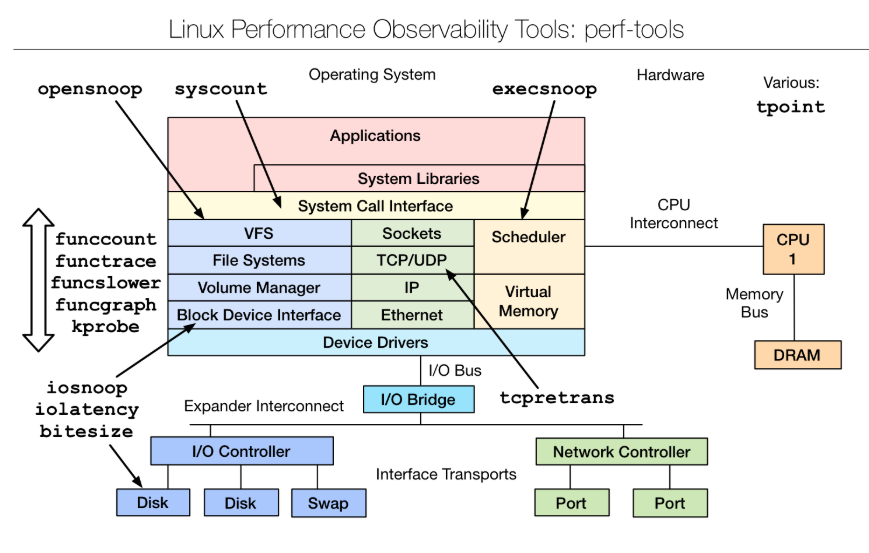 Linux Performance Observability Tools: perf-tools
Operating System
Hardware
Various:
tpoint
opensnoop
syscount
execsnoop
Applications
System Libraries
System Call Interface
VFS
Sockets
Scheduler
File Systems
TCP/UDP
Volume Manager
IP
Virtual
Memory
Block Device Interface
Ethernet
Device Drivers
CPU
Interconnect
CPU
1
Memory
Bus
DRAM
funccount
functrace
funcslower
funcgraph
kprobe
iosnoop
iolatency
bitesize
I/O Bus
I/O Bridge
tcpretrans
Expander Interconnect
I/O Controller
Network Controller
Interface Transports
Disk
Disk
Swap
Port
Port